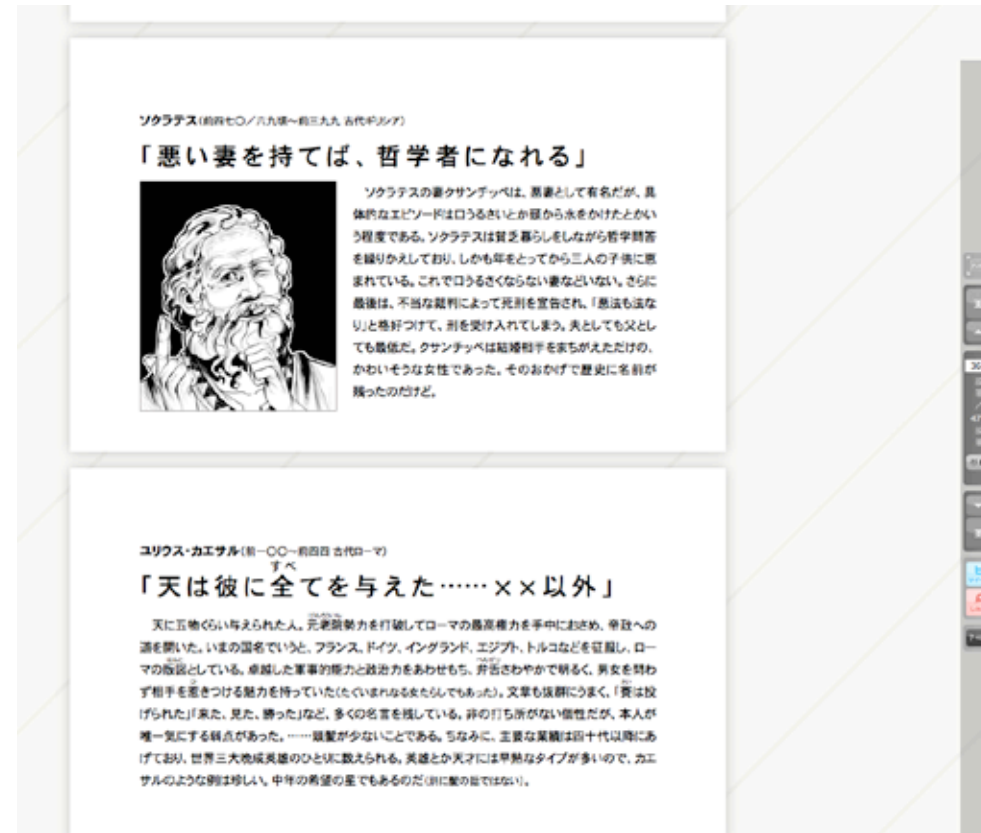 ソクラテス(前四七〇/六九頃〜前三九九 古代ギリシア)
「悪い妻を持てば、哲学者になれる」
ソクラテスの妻クサンチッペは、悪妻として有名だが、具
体的なエピソードは口うるさいとか頭から水をかけたとかい
う程度である。ソクラテスは貧乏暮らしをしながら哲学問答
を繰りかえしており、しかも年をとってから三人の子供に恵
まれている。これで口うるさくならない妻などいない。さらに
最後は、不当な裁判によって死刑を宣告され、「悪法も法な
り」と格好つけて、刑を受け入れてしまう。夫としても父とし
ても最低だ。クサンチッペは結婚相手をまちがえただけの、
かわいそうな女性であった。そのおかげで歴史に名前が
残ったのだけど。
ユリウス・カエサル(前一〇〇〜前四四 古代ローマ)
すべ
「天は彼に全てを与えた……××以外」
天に五物くらい与えられた人。元老院勢力を打破してローマの最高権力を手中におさめ、帝政への
道を開いた。いまの国名でいうと、フランス、ドイツ、イングランド、エジプト、トルコなどを征服し、ロー
マの版図としている。卓越した軍事的能力と政治力をあわせもち、弁舌さわやかで明るく、男女を問わ
ず相手を惹きつける魅力を持っていた(たぐいまれなる女たらしでもあった)。文章も抜群にうまく、「賽は投
げられた」「来た、見た、勝った」など、多くの名言を残している。非の打ち所がない個性だが、本人が
唯一気にする弱点があった。……頭髪が少ないことである。ちなみに、主要な業績は四十代以降にあ
げており、世界三大晩成英雄のひとりに数えられる。英雄とか天才には早熟なタイプが多いので、カエ
サルのような例は珍しい。中年の希望の星でもあるのだ(別に髪の話ではない)。